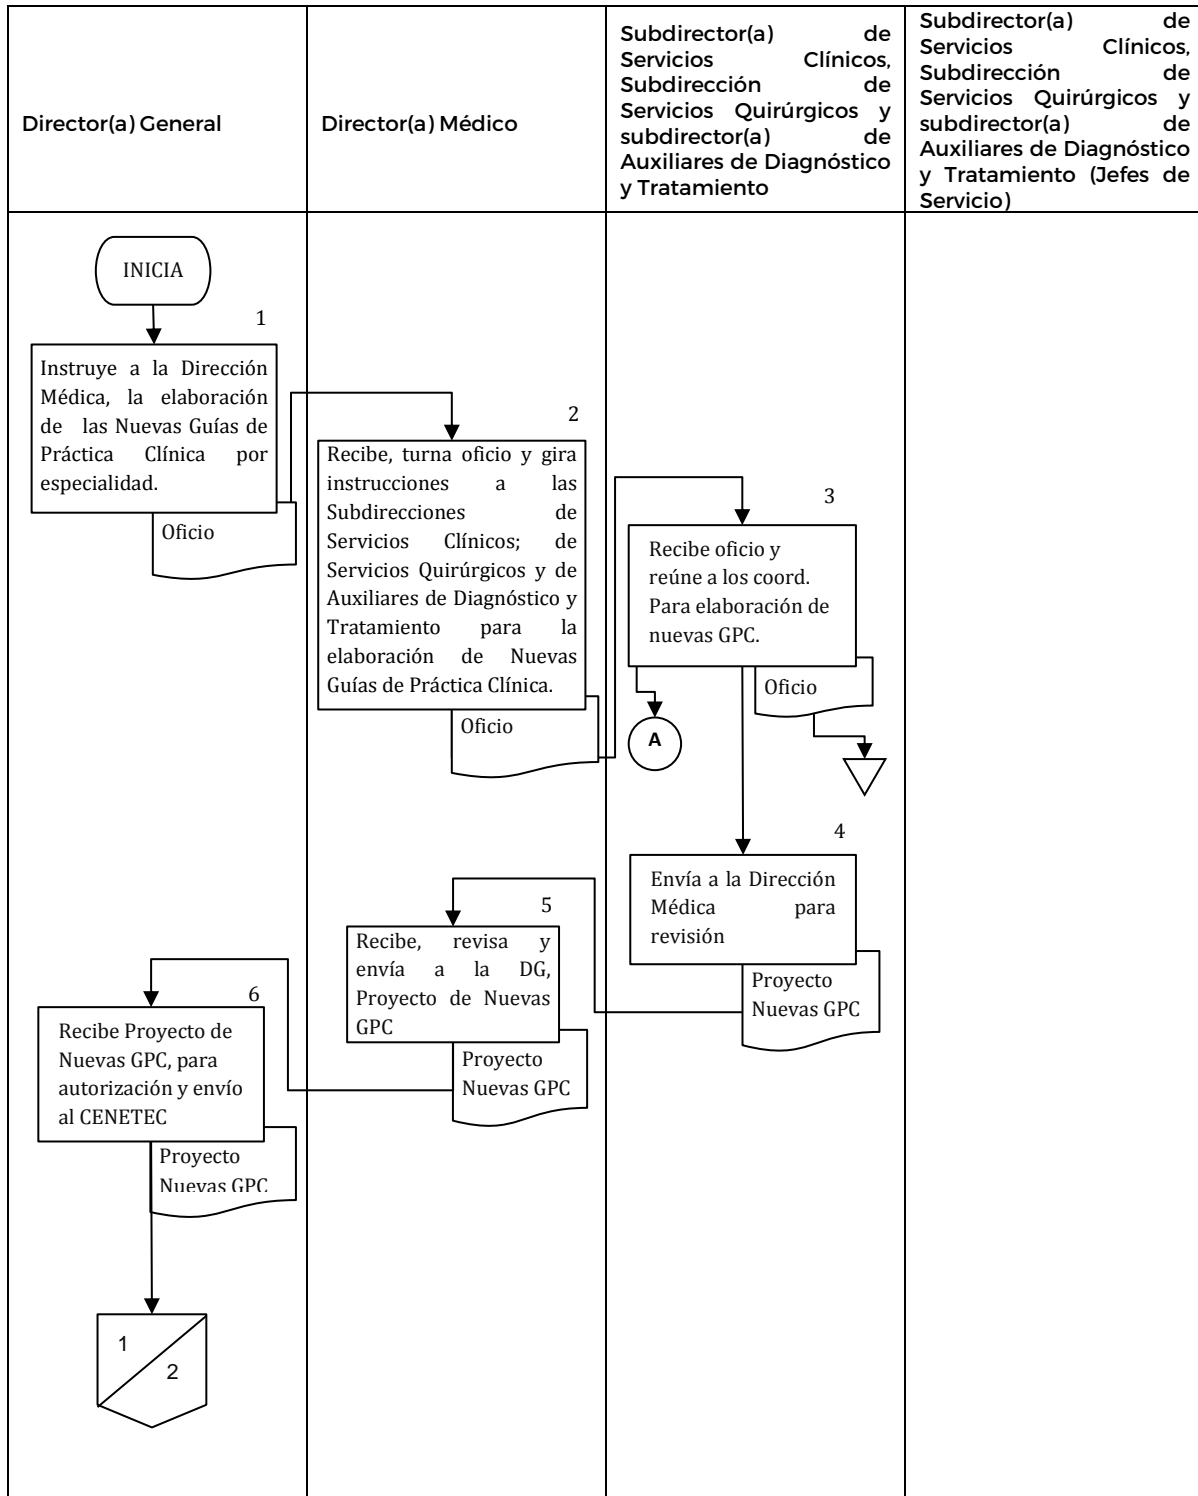 Director(a) General
Director(a) Médico
Subdirector(a) de
Servicios Clínicos,
Subdirección de
Servicios Quirúrgicos y
subdirector(a) de
Auxiliares de Diagnóstico
y Tratamiento
Subdirector(a) de
Servicios Clínicos,
Subdirección de
Servicios Quirúrgicos y
subdirector(a) de
Auxiliares de Diagnóstico
y Tratamiento (Jefes de
Servicio)
INICIA
1
Instruye a la Dirección
Médica, la elaboración
de las Nuevas Guías de
Práctica Clínica por
especialidad.
Oficio
2
Recibe, turna oficio y gira
instrucciones a las
Subdirecciones de
Servicios Clínicos; de
Servicios Quirúrgicos y de
Auxiliares de Diagnóstico y
Tratamiento para la
elaboración de Nuevas
Guías de Práctica Clínica.
Oficio
3
Recibe oficio y
reúne a los coord.
Para elaboración de
nuevas GPC.
Oficio
A
4
Envía a la Dirección
Médica para
revisión
Proyecto
Nuevas GPC
5
Recibe, revisa y
envía a la DG,
Proyecto de Nuevas
GPC
Proyecto
Nuevas GPC
6
Recibe Proyecto de
Nuevas GPC, para
autorización y envío
al CENETEC
Proyecto
Nuevas GPC
1
2